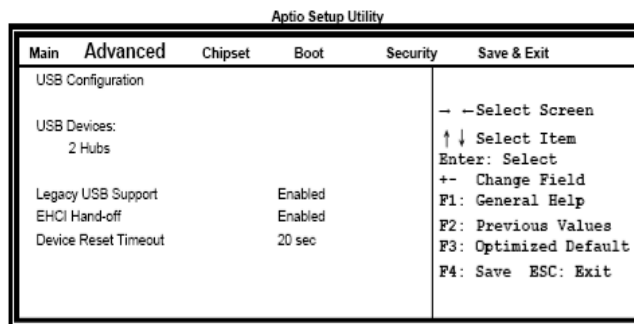 Aptio Setup Utility
Main Advanced Chipset Boot Security Save & Exit
USB Configuration
USB Devices:
2 Hubs
Legacy USB Support Enabled
EHCI Hand-off Enabled
Device Reset Timeout 20 sec
→ ←Select Screen
↑↓ Select Item
Enter: Select
+- Change Field
F1: General Help
F2: Previous Values
F3: Optimized Default
F4: Save ESC: Exit